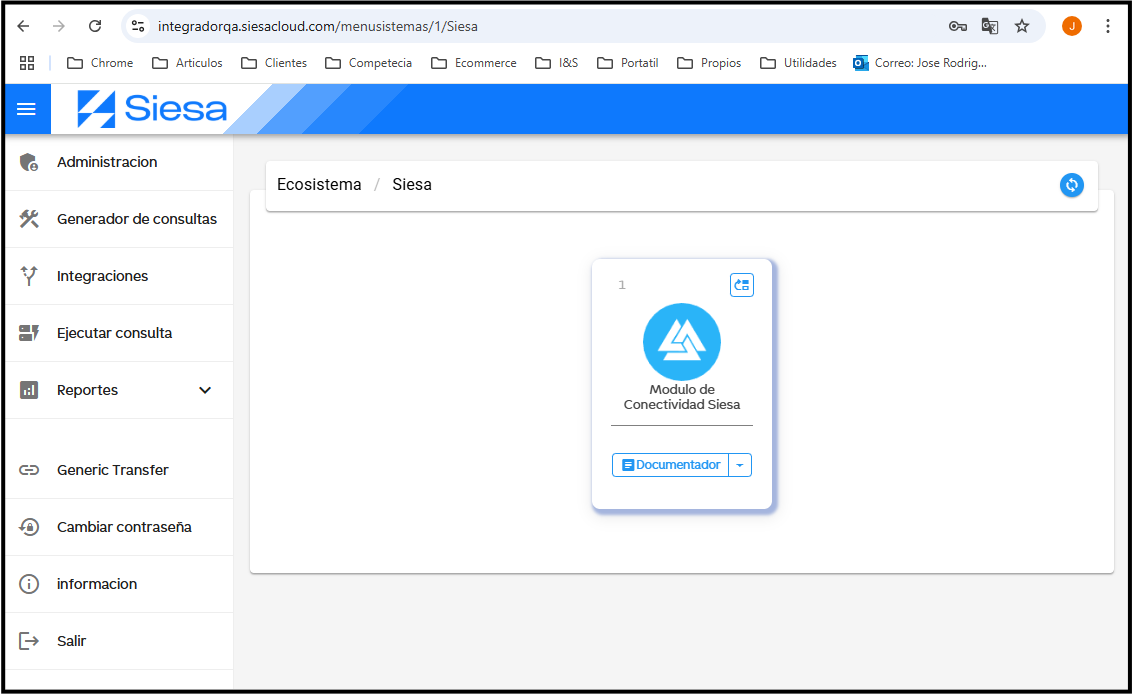 integradorqa.siesacloud.com/menusistemas/1/Siesa
J
Chrome
Articulos
Clientes
Competecia
Ecommerce
I&S
Portatil
Propios
Utilidades
Correo: Jose Rodrig...
Siesa
Administracion
Generador de consultas
Integraciones
Ejecutar consulta
Reportes
Generic Transfer
Cambiar contraseña
informacion
Salir
Ecosistema / Siesa
1
Modulo de
Conectividad Siesa
Documentador